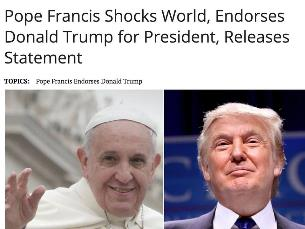 Pope Francis Shocks World, Endorses
Donald Trump for President, Releases
Statement
TOPICS: Pope Francis Endorses Donald Trump